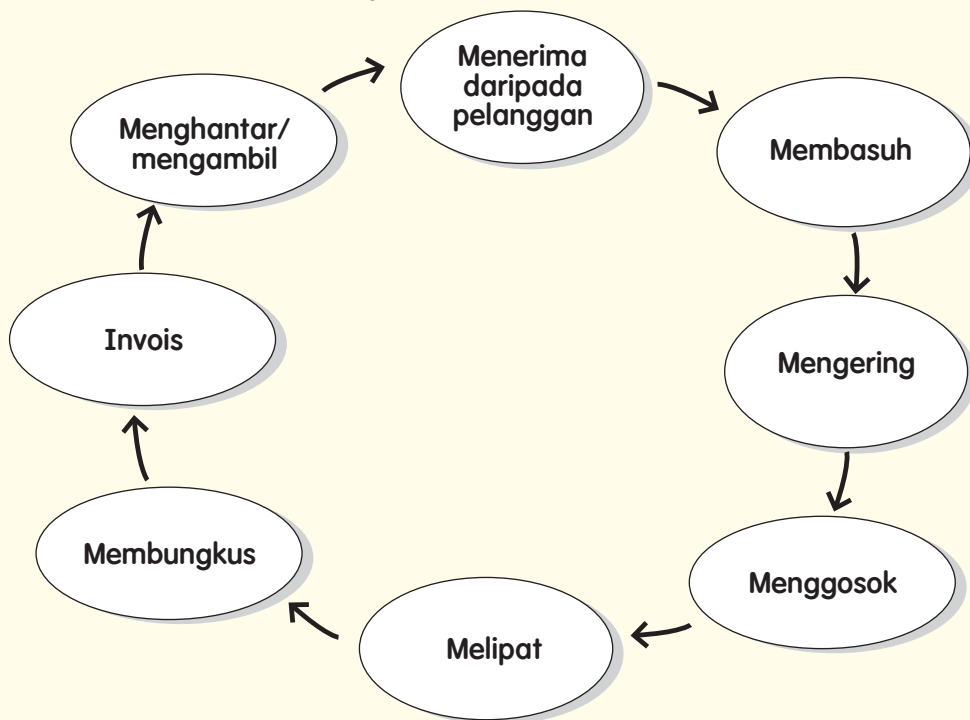 Menerima
daripada
pelanggan
Membasuh
Mengering
Menggosok
Melipat
Membungkus
Invois
Menghantar/
mengambil